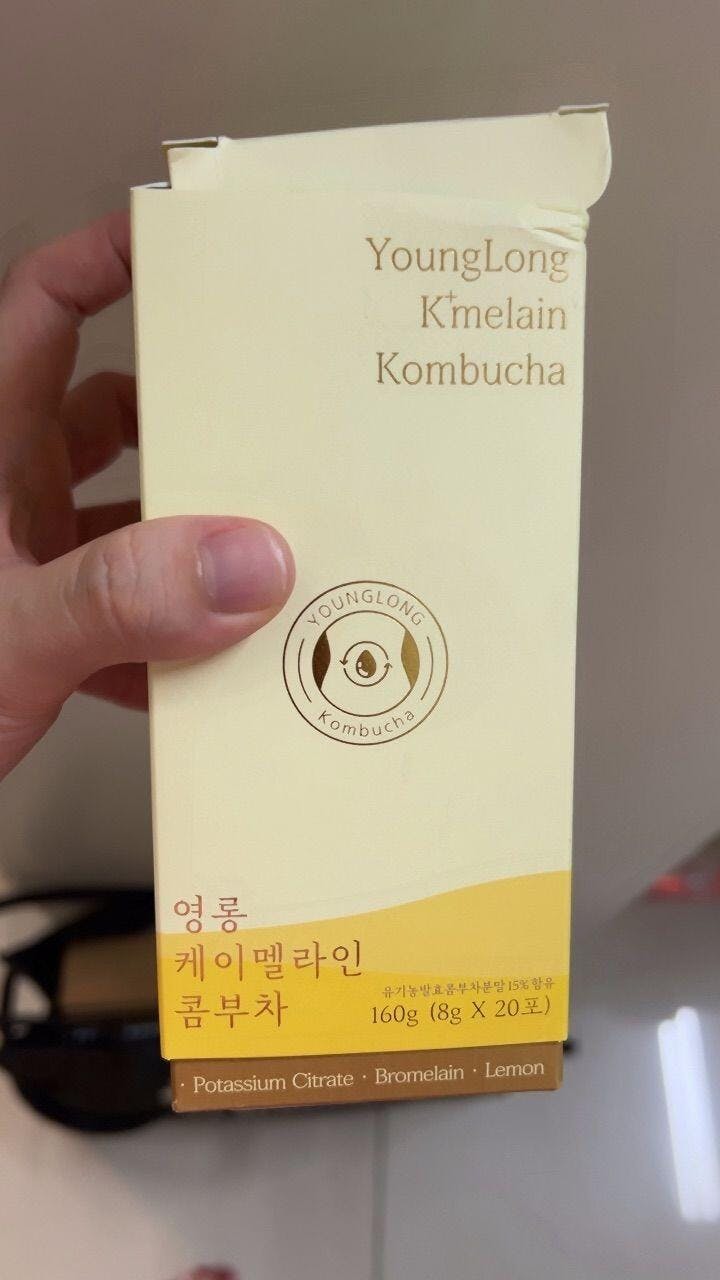 YoungLong
K⁺melain
Kombucha
YOUNGLONG
Kombucha
영롱
케이멜라인
콤부차
유기농발효콤부차분말 15% 함유
160g (8g X 20포)
· Potassium Citrate · Bromelain · Lemon